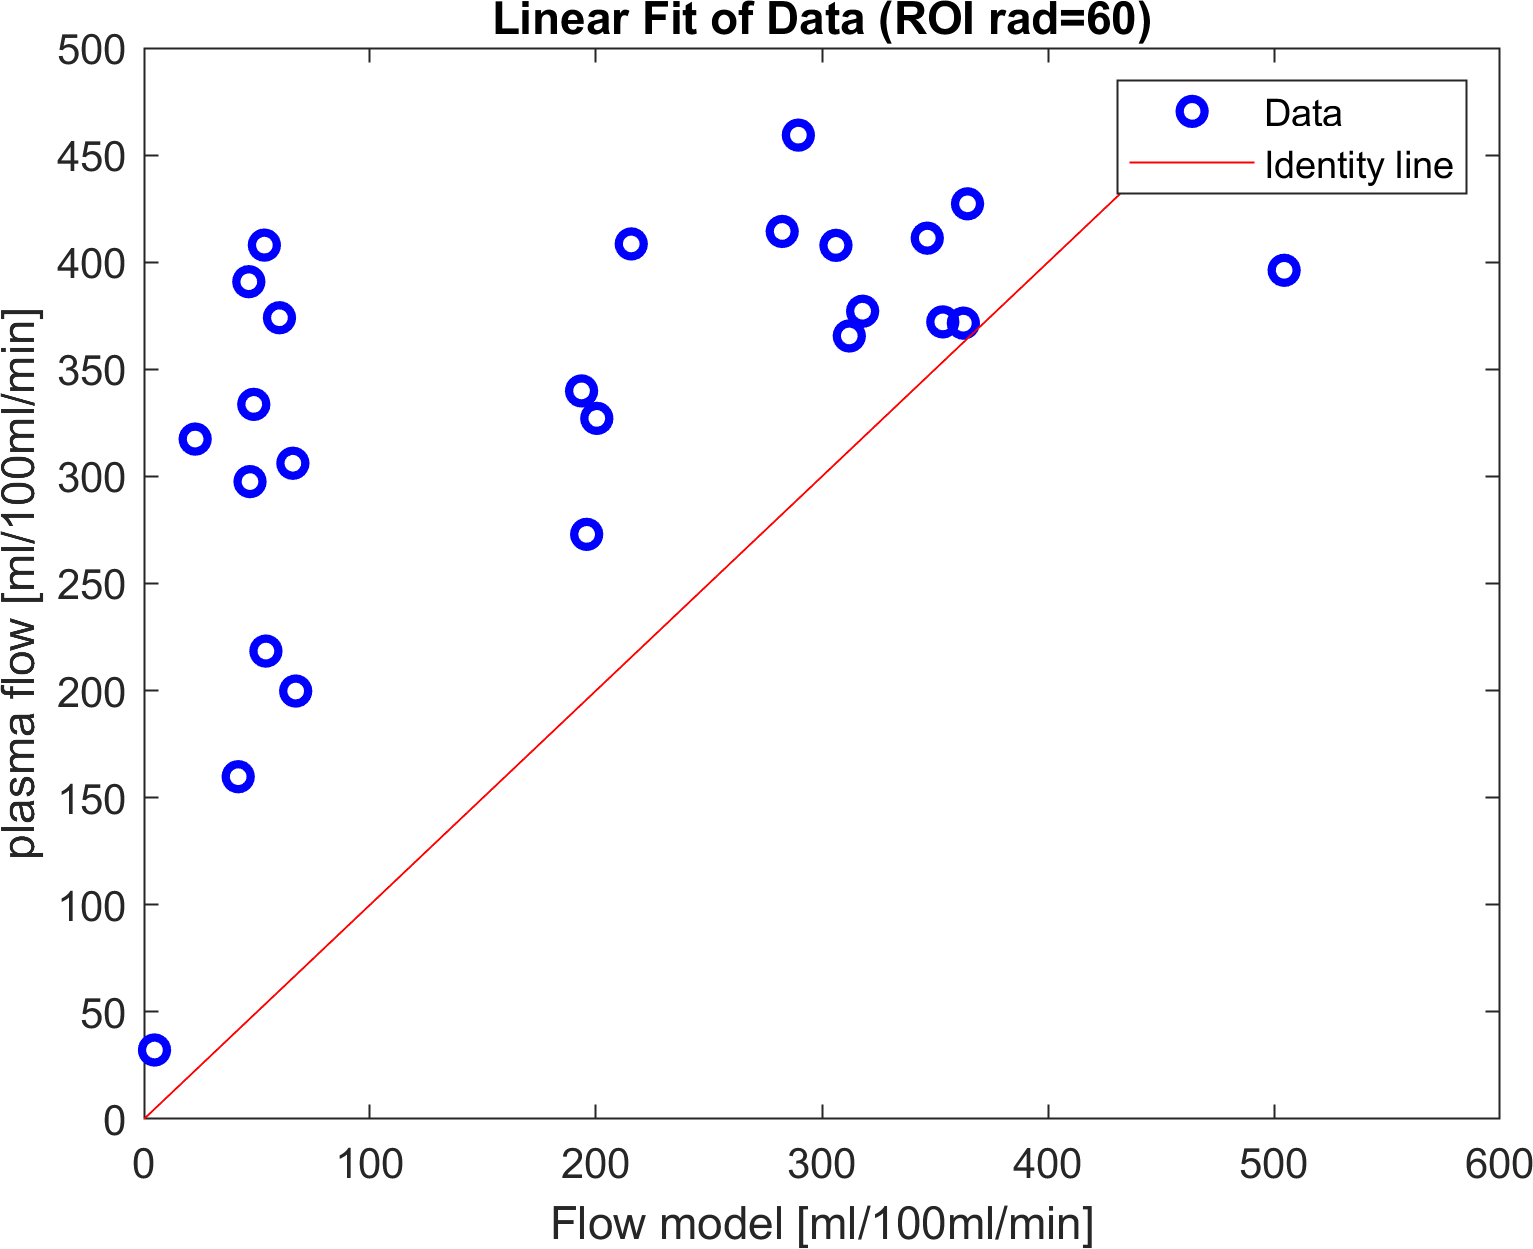 Linear Fit of Data (ROI rad=60)
500
450
400
350
300
250
200
150
100
50
0
0 100 200 300 400 500 600
plasma flow [ml/100ml/min]
Flow model [ml/100ml/min]
Data
Identity line